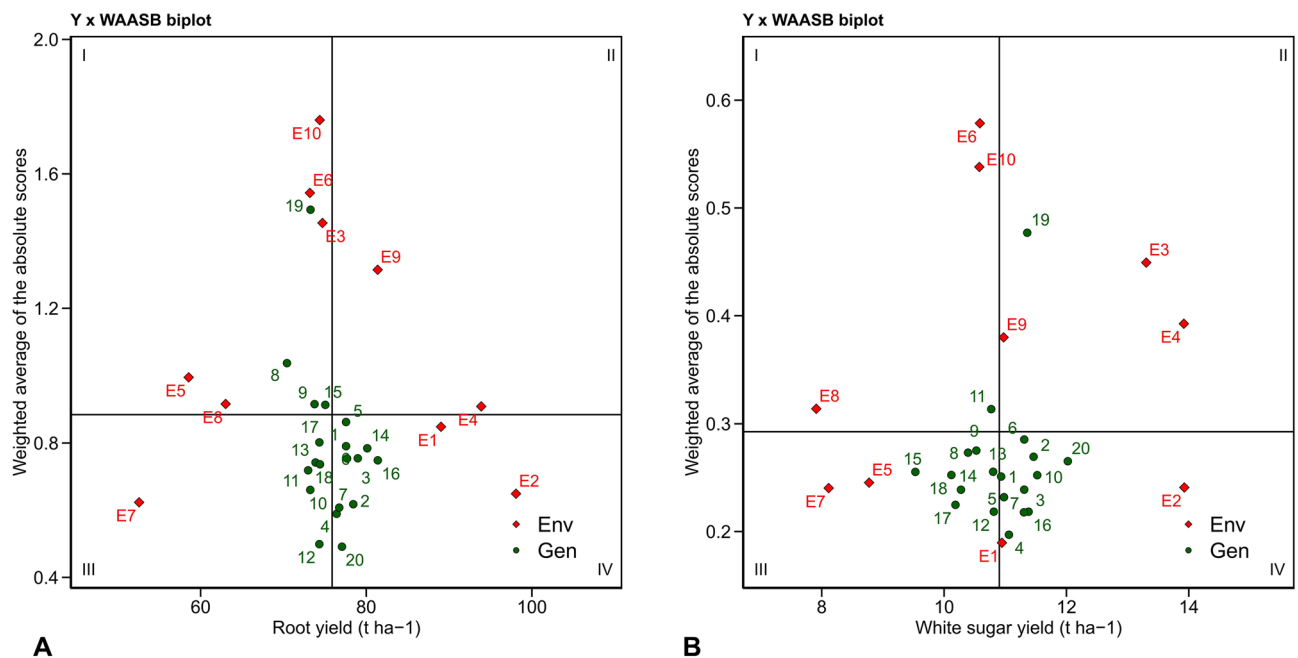 Y x WAASB biplot
I
II
2.0
1.6
1.2
0.8
0.4
Weighted average of the absolute scores
E10
E6
19
E3
E9
8
E5
E8
9
15
5
E4
E1
17
1
14
13
6
18
3
16
11
10
7
2
E2
E7
4
12
20
Env
Gen
III
IV
60
80
100
Root yield (t ha−1)
A
Y x WAASB biplot
I
II
0.6
0.5
0.4
0.3
0.2
Weighted average of the absolute scores
E6
E10
19
E3
E9
E4
E8
11
6
9
2
20
15
8
13
E5
14
1
10
E7
18
5
7
3
E2
17
12
16
E1
4
Env
Gen
III
IV
8
10
12
14
White sugar yield (t ha−1)
B